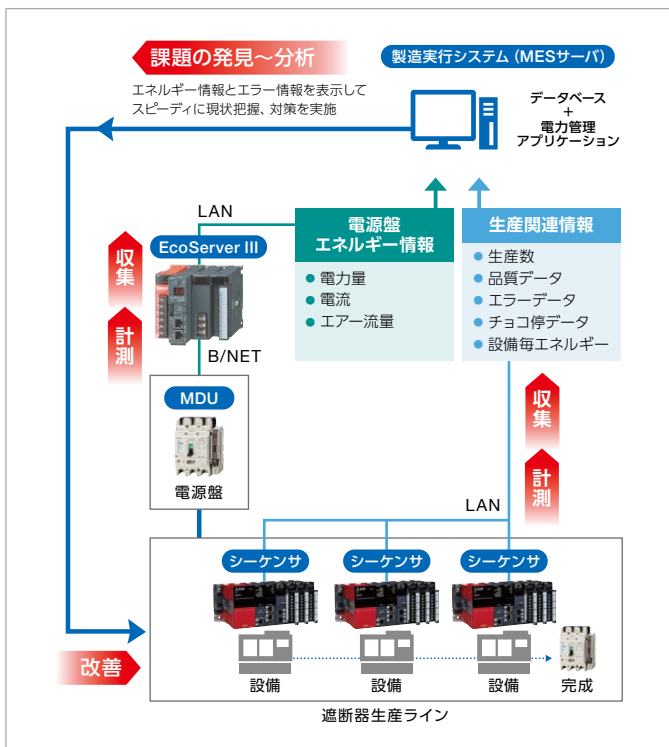 課題の発見～分析
エネルギー情報とエラー情報を表示して
スピーディに現状把握、対策を実施
製造実行システム（MESサーバ）
データベース
+
電力管理
アプリケーション
LAN
EcoServer III
収集
計測
B/NET
MDU
電源盤
電源盤
エネルギー情報
● 電力量
● 電流
● エアー流量
生産関連情報
● 生産数
● 品質データ
● エラーデータ
● チョコ停データ
● 設備毎エネルギー
収集
計測
LAN
シーケンサ
シーケンサ
シーケンサ
改善
設備
設備
設備
完成
遮断器生産ライン